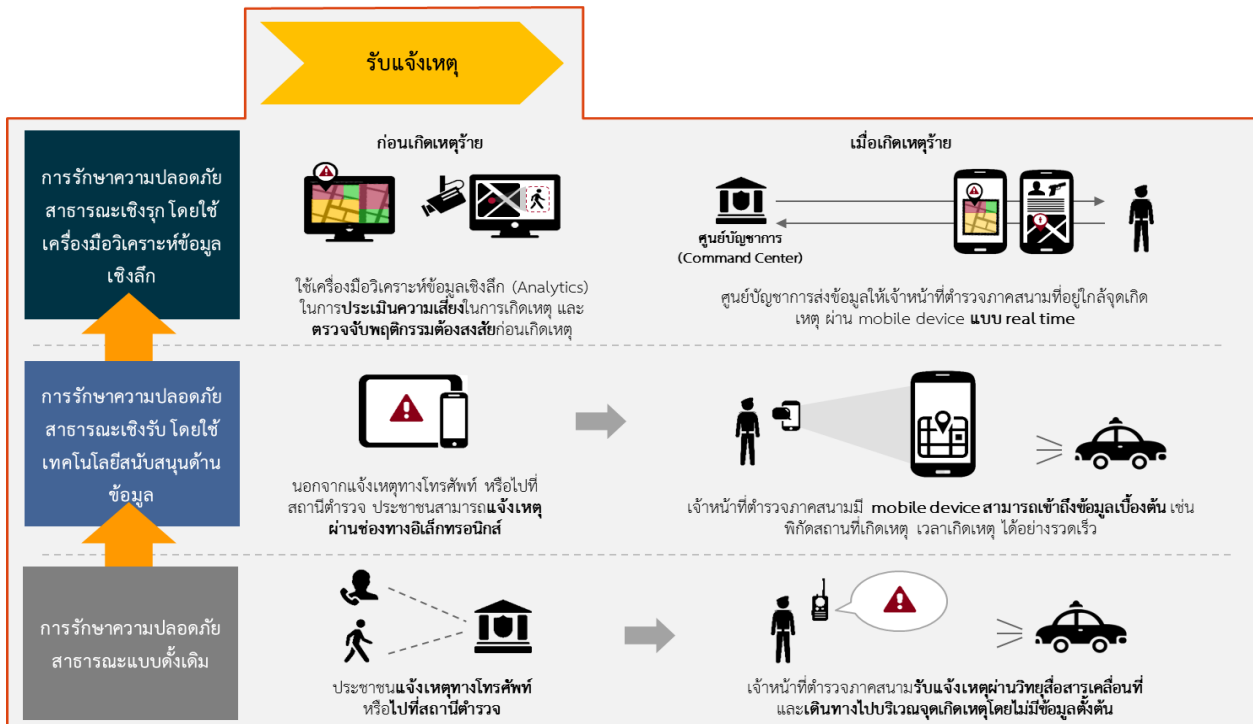 รับแจ้งเหตุ
การรักษาความปลอดภัย
สาธารณะเชิงรุก โดยใช้
เครื่องมือวิเคราะห์ข้อมูล
เชิงลึก
ก่อนเกิดเหตุร้าย
ใช้เครื่องมือวิเคราะห์ข้อมูลเชิงลึก (Analytics)
ในการประเมินความเสี่ยงในการเกิดเหตุ และ
ตรวจจับพฤติกรรมต้องสงสัยก่อนเกิดเหตุ
เมื่อเกิดเหตุร้าย
ศูนย์บัญชาการ
(Command Center)
ศูนย์บัญชาการส่งข้อมูลให้เจ้าหน้าที่ตำรวจภาคสนามที่อยู่ใกล้จุดเกิด
เหตุ ผ่าน mobile device แบบ real time
การรักษาความปลอดภัย
สาธารณะเชิงรับ โดยใช้
เทคโนโลยีสนับสนุนด้าน
ข้อมูล
นอกจากแจ้งเหตุทางโทรศัพท์ หรือไปที่
สถานีตำรวจ ประชาชนสามารถแจ้งเหตุ
ผ่านช่องทางอิเล็กทรอนิกส์
เจ้าหน้าที่ตำรวจภาคสนามมี mobile device สามารถเข้าถึงข้อมูลเบื้องต้น เช่น
พิกัดสถานที่เกิดเหตุ เวลาเกิดเหตุ ได้อย่างรวดเร็ว
การรักษาความปลอดภัย
สาธารณะแบบดั้งเดิม
ประชาชนแจ้งเหตุทางโทรศัพท์
หรือไปที่สถานีตำรวจ
เจ้าหน้าที่ตำรวจภาคสนามรับแจ้งเหตุผ่านวิทยุสื่อสารเคลื่อนที่
และเดินทางไปบริเวณจุดเกิดเหตุโดยไม่มีข้อมูลตั้งต้น